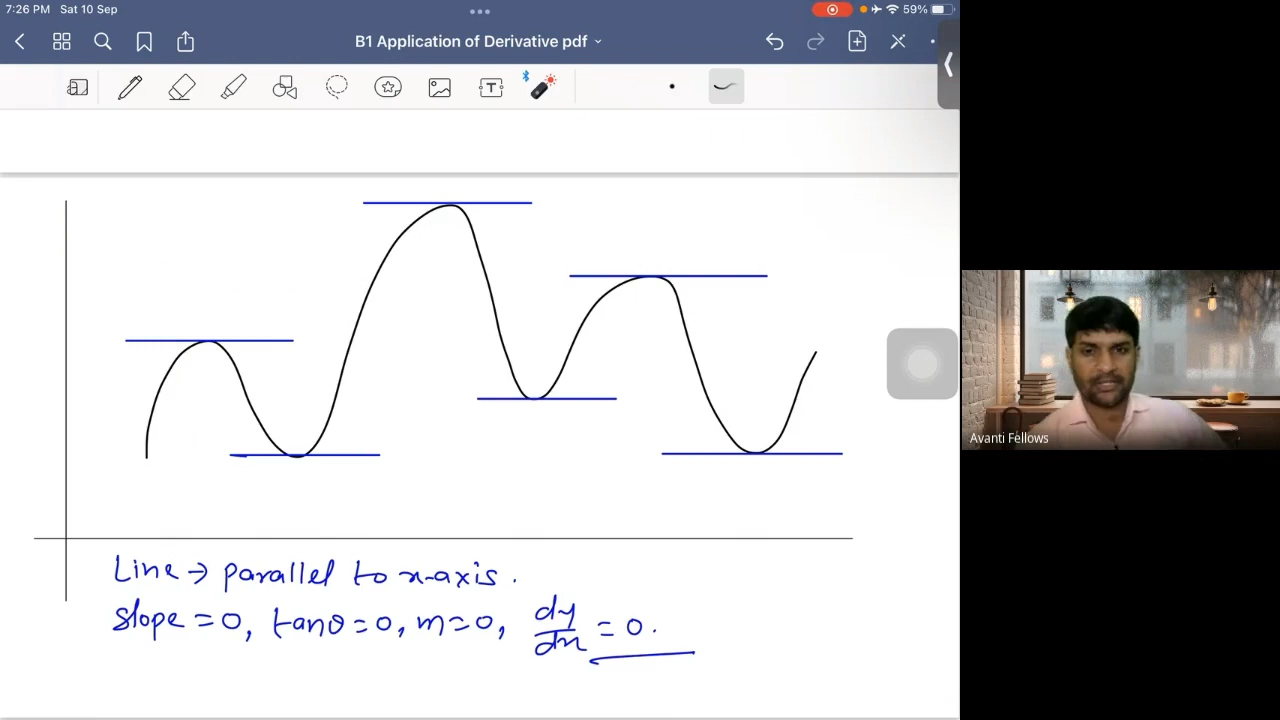 7:26 PM Sat 10 Sep
59%
B1 Application of Derivative pdf
T
Avanti Fellows
Line → parallel to x-axis.
Slope = 0, tanθ = 0, m = 0, dy/dx = 0.